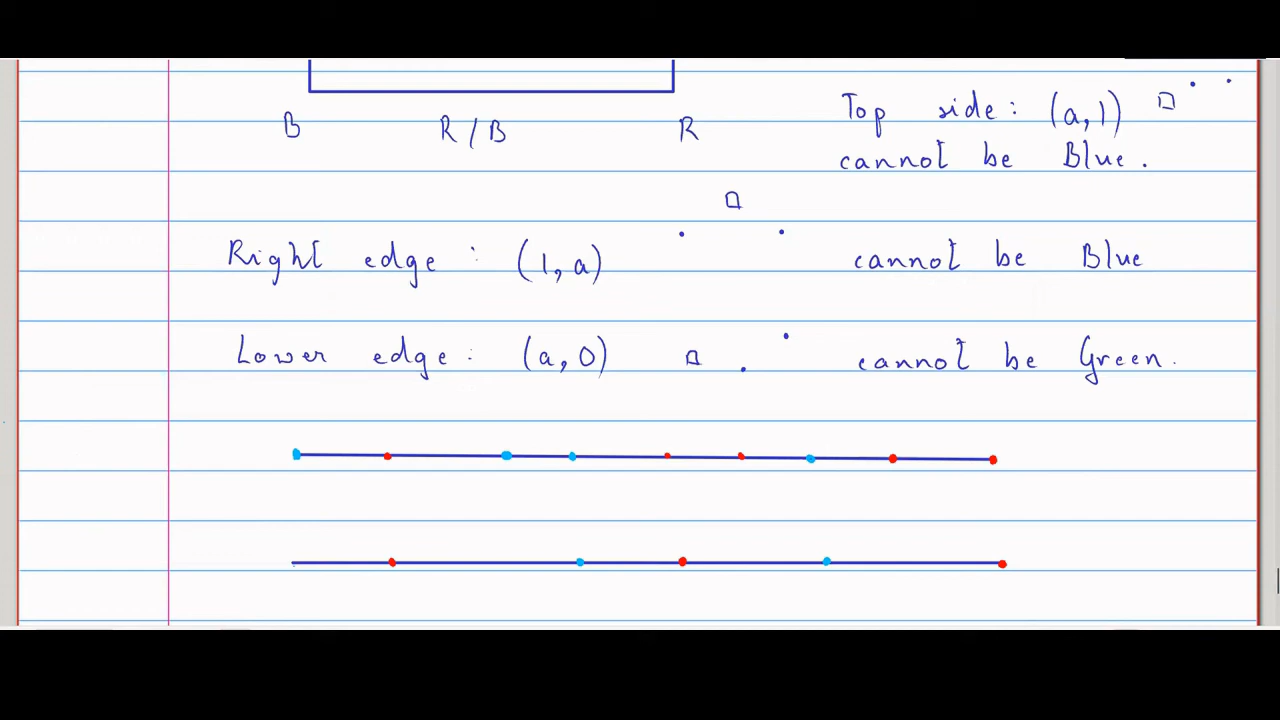 B R/B R
Top side: (a,1)
cannot be Blue.
Right edge : (1,a) cannot be Blue
Lower edge: (a,0) cannot be Green.